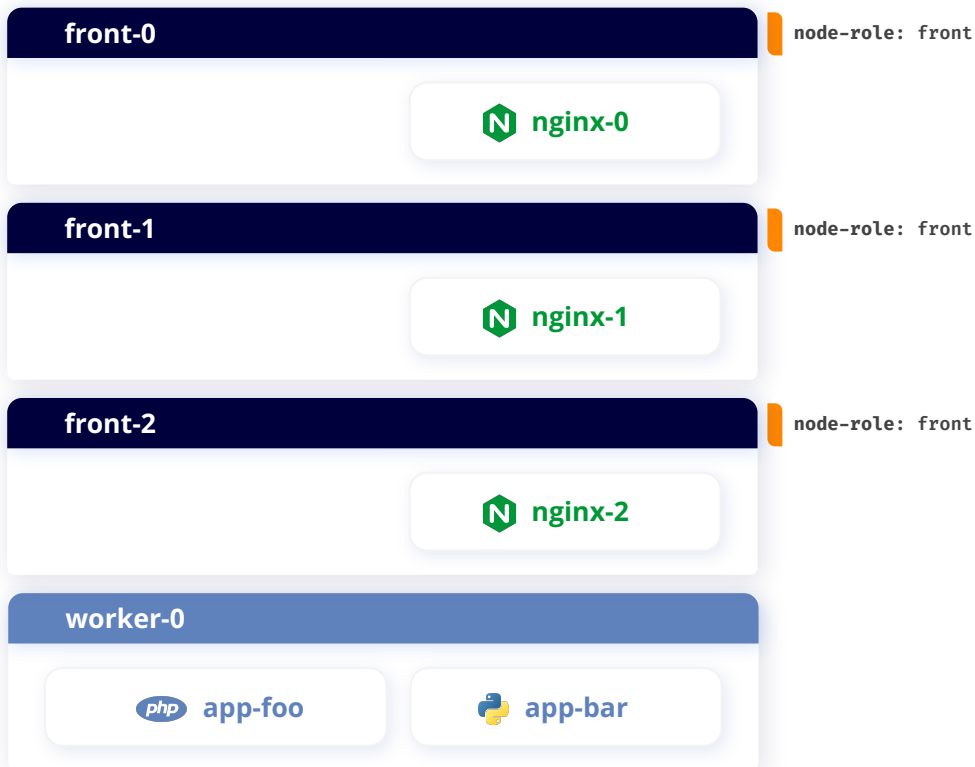 front-0
node-role: front
nginx-0
front-1
node-role: front
nginx-1
front-2
node-role: front
nginx-2
worker-0
php app-foo
app-bar